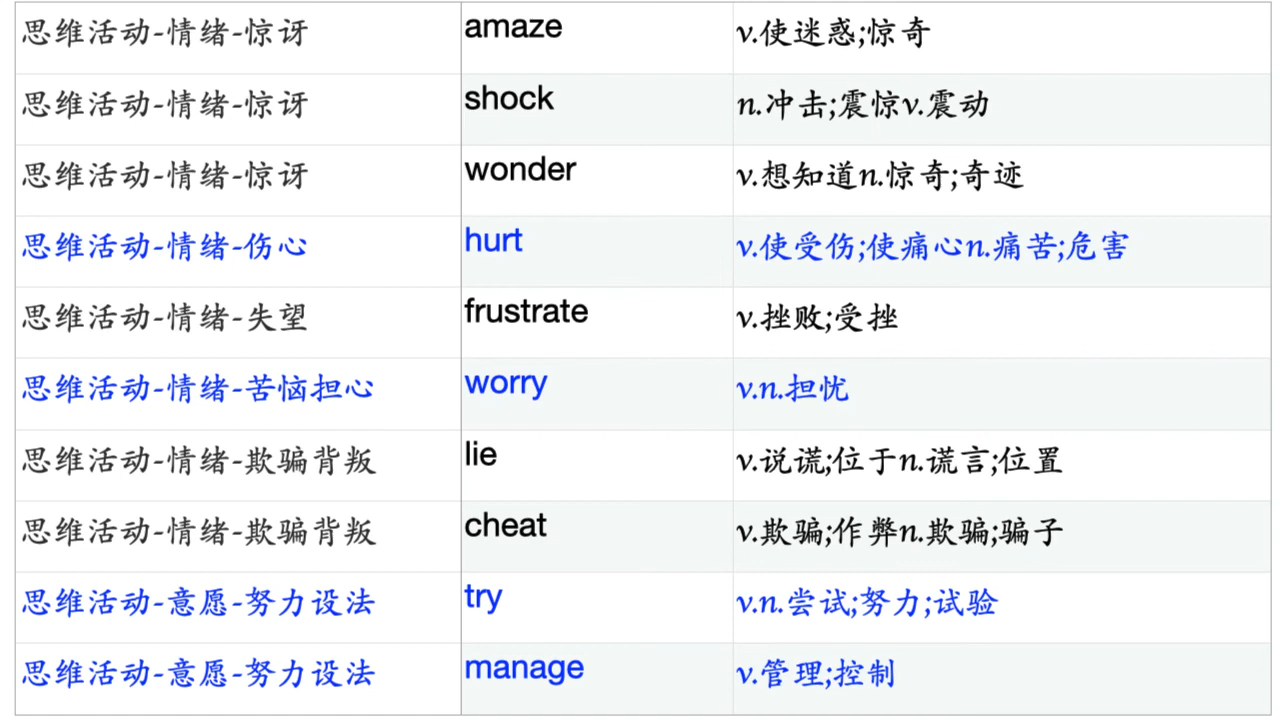 思维活动-情绪-惊讶 amaze v.使迷惑;惊奇
思维活动-情绪-惊讶 shock n.冲击;震惊v.震动
思维活动-情绪-惊讶 wonder v.想知道n.惊奇;奇迹
思维活动-情绪-伤心 hurt v.使受伤;使痛心n.痛苦;危害
思维活动-情绪-失望 frustrate v.挫败;受挫
思维活动-情绪-苦恼担心 worry v.n.担忧
思维活动-情绪-欺骗背叛 lie v.说谎;位于n.谎言;位置
思维活动-情绪-欺骗背叛 cheat v.欺骗;作弊n.欺骗;骗子
思维活动-意愿-努力设法 try v.n.尝试;努力;试验
思维活动-意愿-努力设法 manage v.管理;控制